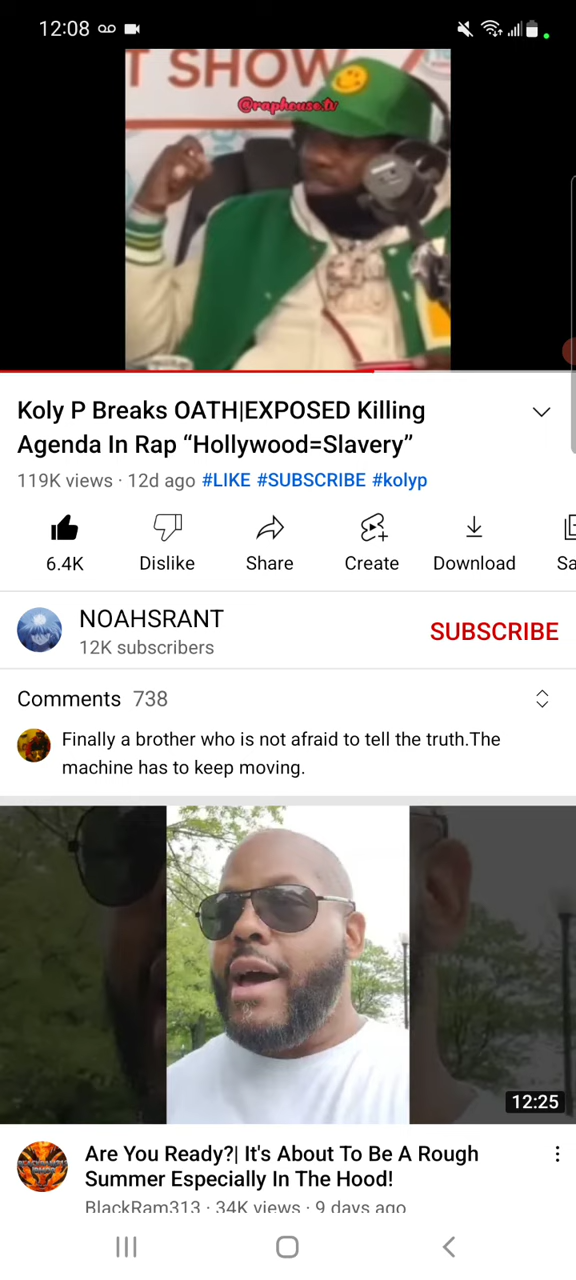 12:08
T SHOW
@raphouse.tv
Koly P Breaks OATH|EXPOSED Killing
Agenda In Rap “Hollywood=Slavery”
119K views · 12d ago #LIKE #SUBSCRIBE #kolyp
6.4K Dislike Share Create Download Sa
NOAHSRANT
12K subscribers
SUBSCRIBE
Comments 738
Finally a brother who is not afraid to tell the truth.The
machine has to keep moving.
12:25
Are You Ready?| It's About To Be A Rough
Summer Especially In The Hood!
BlackRam313 · 34K views · 9 days ago